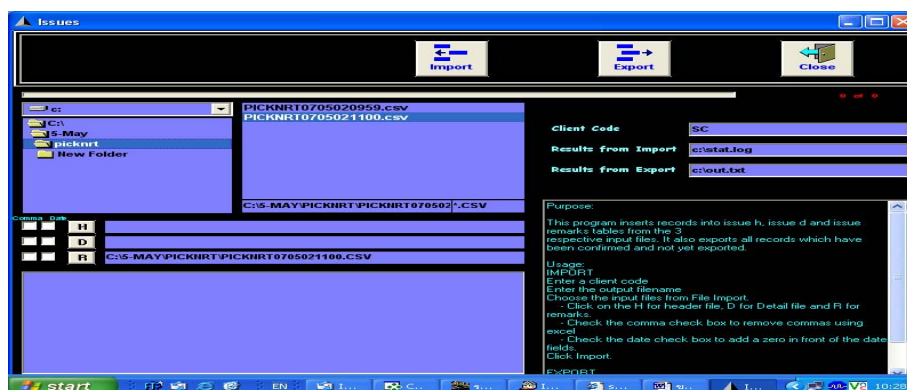 Issues
Import
Export
Close
0 of 0
c:
C:\
5-May
picknrt
New Folder
PICKNRT0705020959.csv
PICKNRT0705021100.csv
C:\5-MAY\PICKNRT\PICKNRT070502
*.CSV
Client Code
SC
Results from Import
c:\stat.log
Results from Export
c:\out.txt
Comma Date
H
D
R
C:\5-MAY\PICKNRT\PICKNRT0705021100.CSV
Purpose:
This program inserts records into issue h, issue d and issue
remarks tables from the 3
respective input files. It also exports all records which have
been confirmed and not yet exported.
Usage:
IMPORT
Enter a client code
Enter the output filename
Choose the input files from File Import.
- Click on the H for header file, D for Detail file and R for
remarks.
- Check the comma check box to remove commas using
excel
- Check the date check box to add a zero in front of the date
fields.
Click Import.
EXPORT
start
EN
I...
C...
s...
I...
s...
I...
10:28